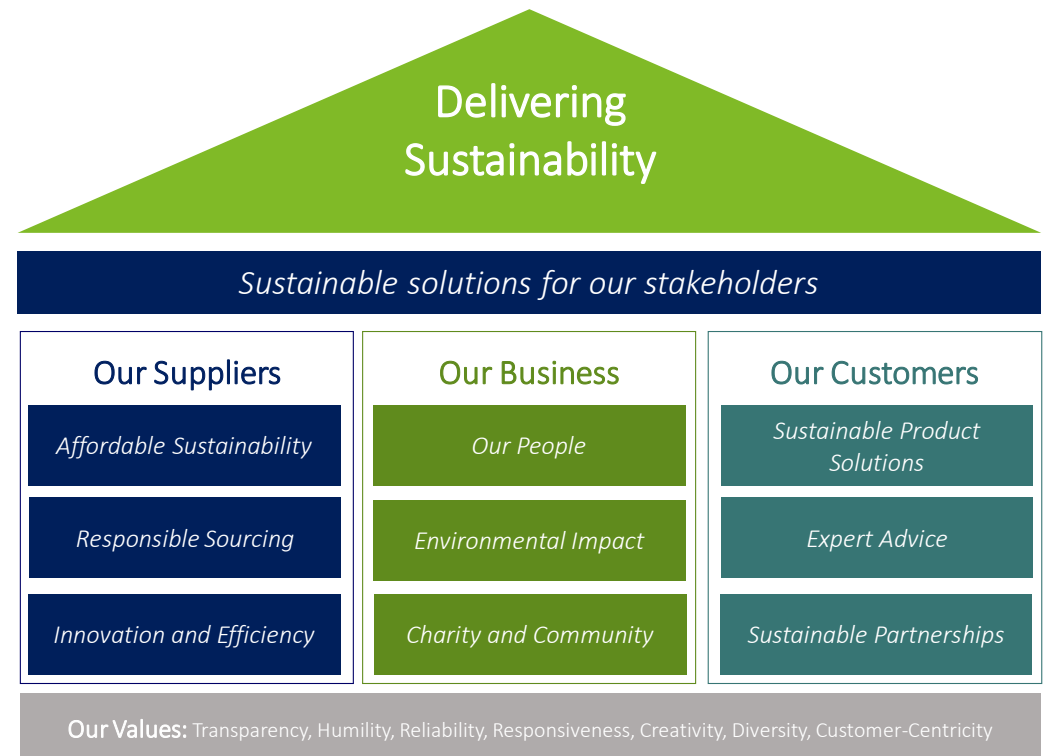 Delivering
Sustainability
Sustainable solutions for our stakeholders
Our Suppliers
Affordable Sustainability
Responsible Sourcing
Innovation and Efficiency
Our Business
Our People
Environmental Impact
Charity and Community
Our Customers
Sustainable Product
Solutions
Expert Advice
Sustainable Partnerships
Our Values: Transparency, Humility, Reliability, Responsiveness, Creativity, Diversity, Customer-Centricity